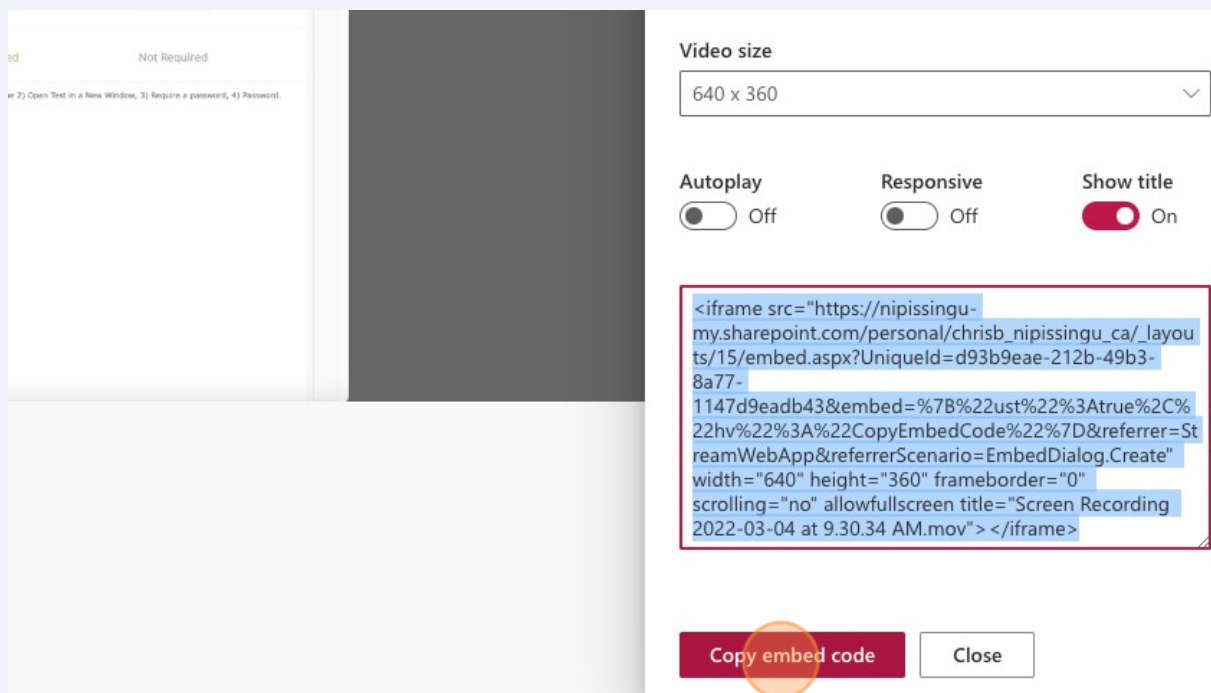 ed Not Required
e 2) Open Test in a New Window, 3) Require a password, 4) Password.
Video size
640 x 360
Autoplay Responsive Show title
Off Off On
<iframe src="https://nipissingu-
my.sharepoint.com/personal/chrisb_nipissingu_ca/_layou
ts/15/embed.aspx?UniqueId=d93b9eae-212b-49b3-
8a77-
1147d9eadb43&embed=%7B%22ust%22%3Atrue%2C%
22hv%22%3A%22CopyEmbedCode%22%7D&referrer=St
reamWebApp&referrerScenario=EmbedDialog.Create"
width="640" height="360" frameborder="0"
scrolling="no" allowfullscreen title="Screen Recording
2022-03-04 at 9.30.34 AM.mov"></iframe>
Copy embed code Close